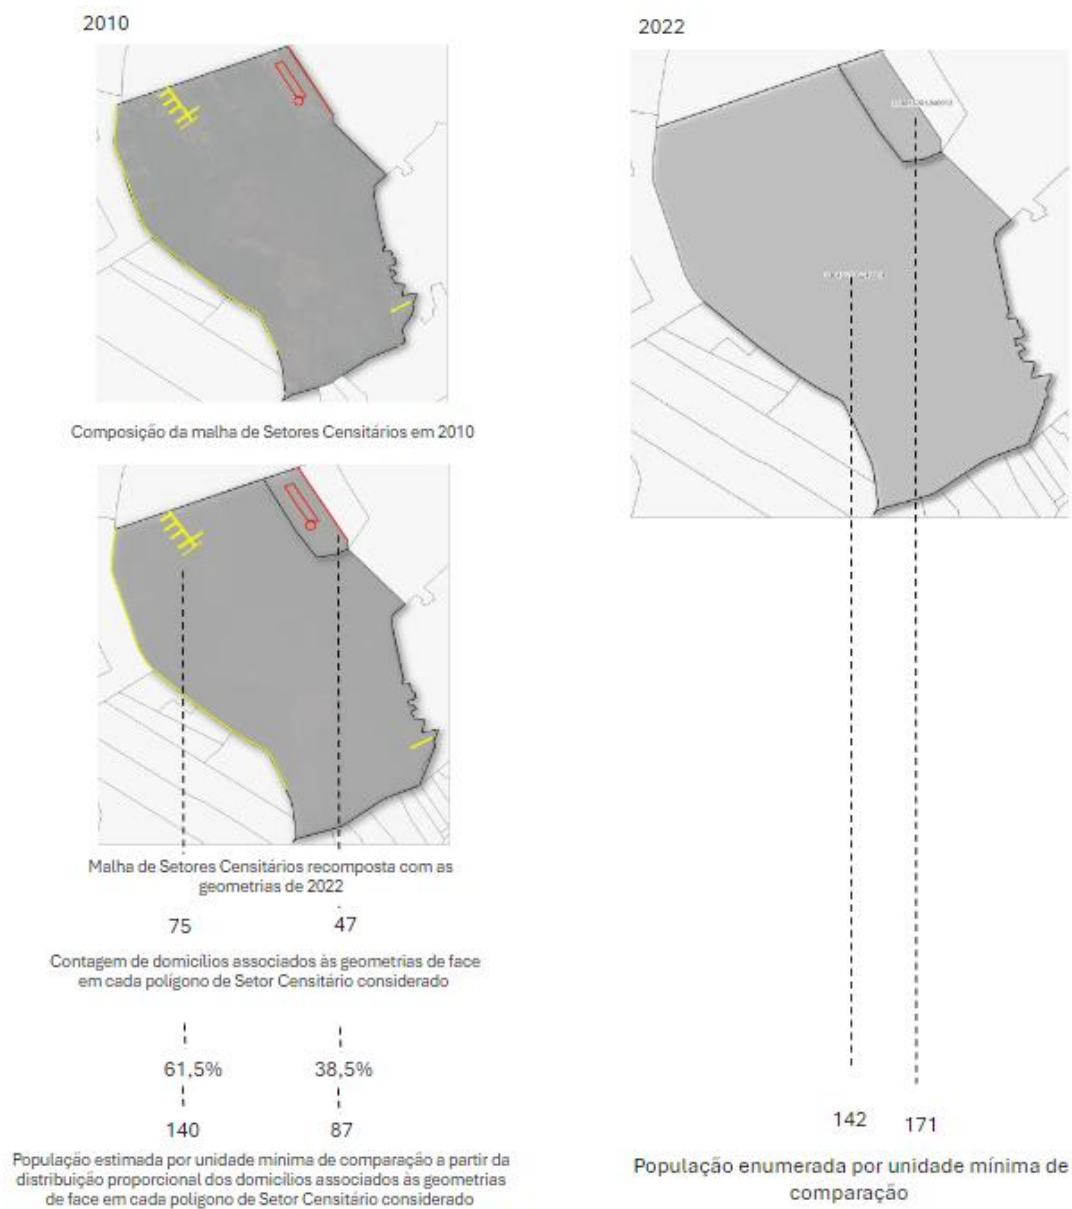 2010
Composição da malha de Setores Censitários em 2010
Malha de Setores Censitários recomposta com as
geometrias de 2022
75 47
Contagem de domicílios associados às geometrias de face
em cada polígono de Setor Censitário considerado
61,5% 38,5%
140 87
População estimada por unidade mínima de comparação a partir da
distribuição proporcional dos domicílios associados às geometrias
de face em cada polígono de Setor Censitário considerado
2022
142 171
População enumerada por unidade mínima de
comparação